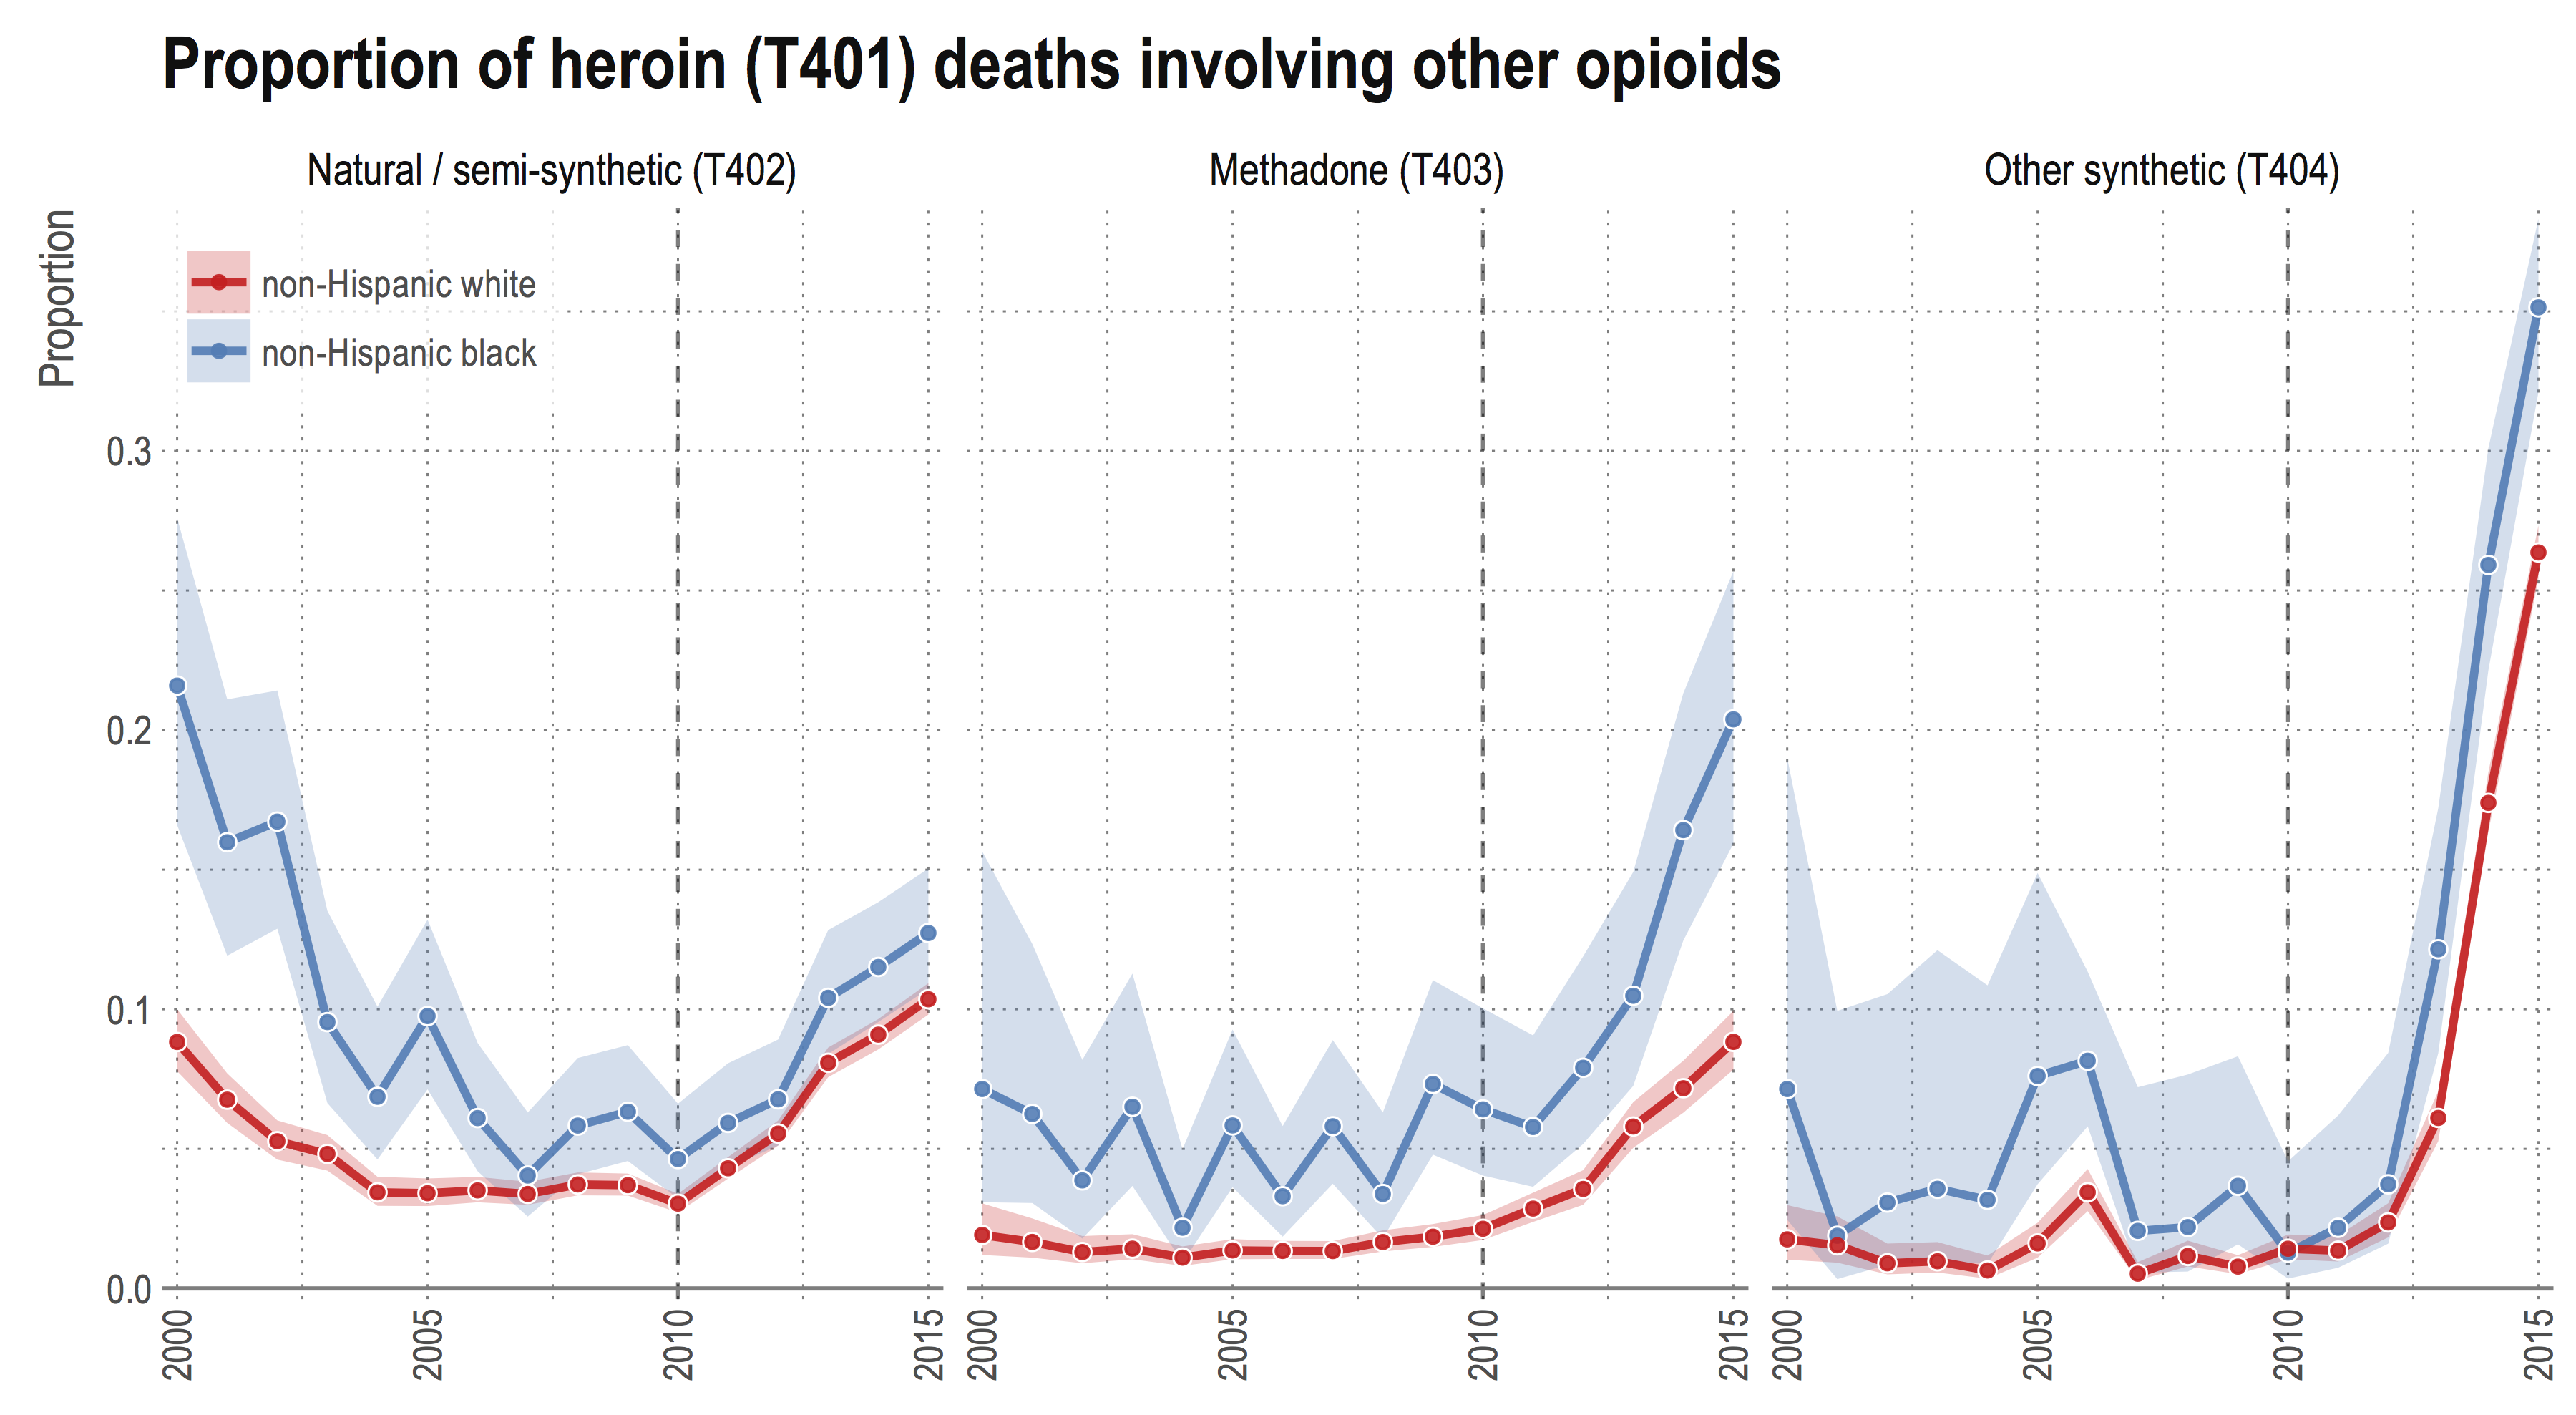 Proportion of heroin (T401) deaths involving other opioids
Natural / semi-synthetic (T402)
Methadone (T403)
Other synthetic (T404)
Proportion
non-Hispanic white
non-Hispanic black
0.3
0.2
0.1
0.0
2000
2005
2010
2015
2000
2005
2010
2015
2000
2005
2010
2015